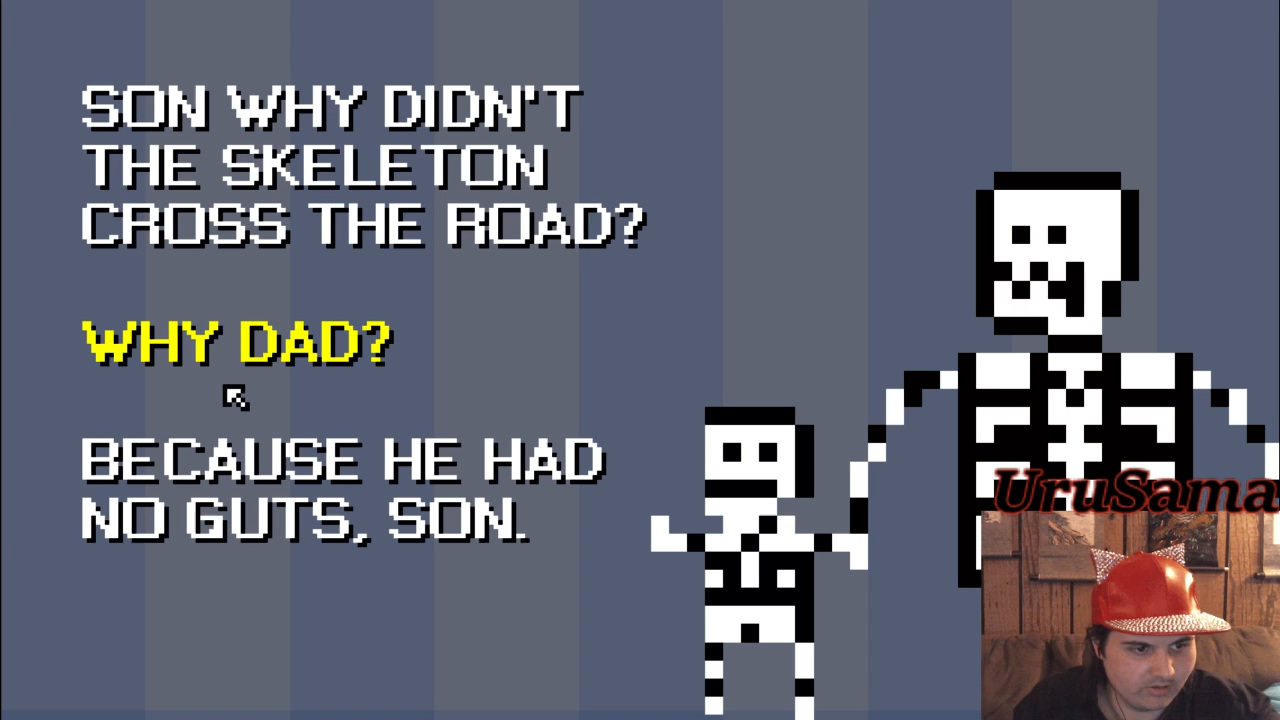 SON WHY DIDN'T
THE SKELETON
CROSS THE ROAD?
WHY DAD?
BECAUSE HE HAD
NO GUTS, SON.
UruSama